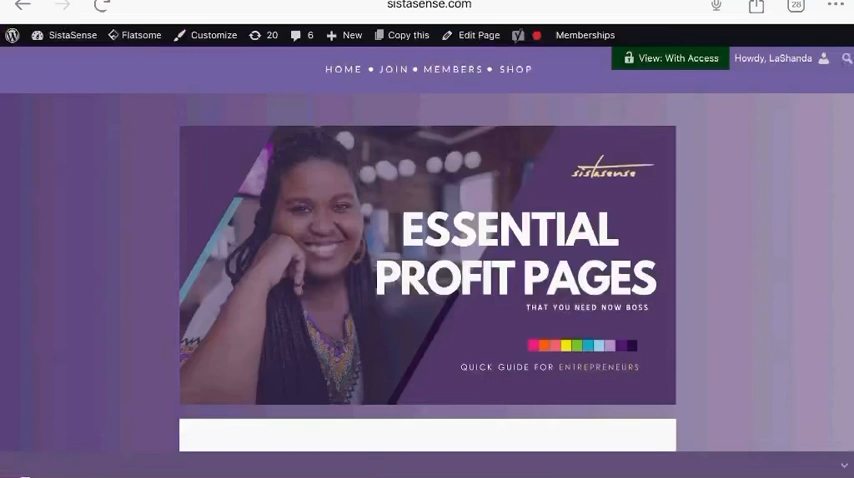 sistasense.com
28
SistaSense Flatsome Customize 20 6 New Copy this Edit Page Memberships
View: With Access Howdy, LaShanda
HOME • JOIN • MEMBERS • SHOP
sistasense
ESSENTIAL
PROFIT PAGES
THAT YOU NEED NOW BOSS
QUICK GUIDE FOR ENTREPRENEURS